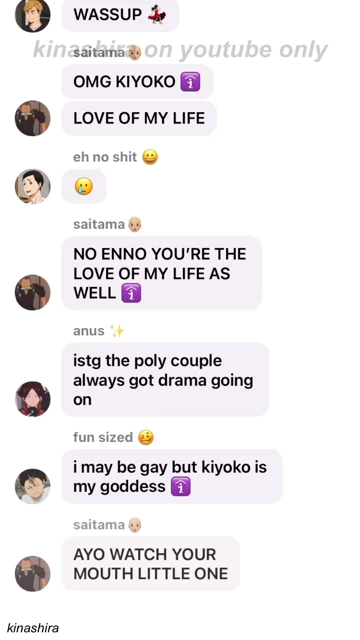 WASSUP 💃
kinashira on youtube only
saitama 👨🏼‍🦲
OMG KIYOKO 🛐
LOVE OF MY LIFE
eh no shit 😀
🥲
saitama 👨🏼‍🦲
NO ENNO YOU’RE THE
LOVE OF MY LIFE AS
WELL 🛐
anus ✨
istg the poly couple
always got drama going
on
fun sized 🥴
i may be gay but kiyoko is
my goddess 🛐
saitama 👨🏼‍🦲
AYO WATCH YOUR
MOUTH LITTLE ONE
kinashira